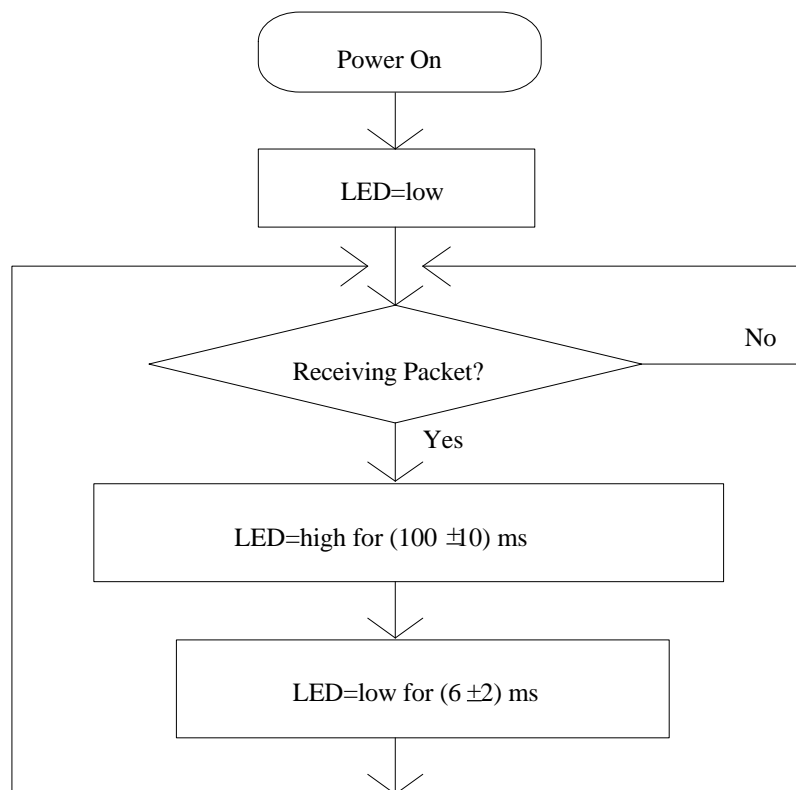 Power On
LED=low
No
Receiving Packet?
Yes
LED=high for (100 ±10) ms
LED=low for (6 ±2) ms